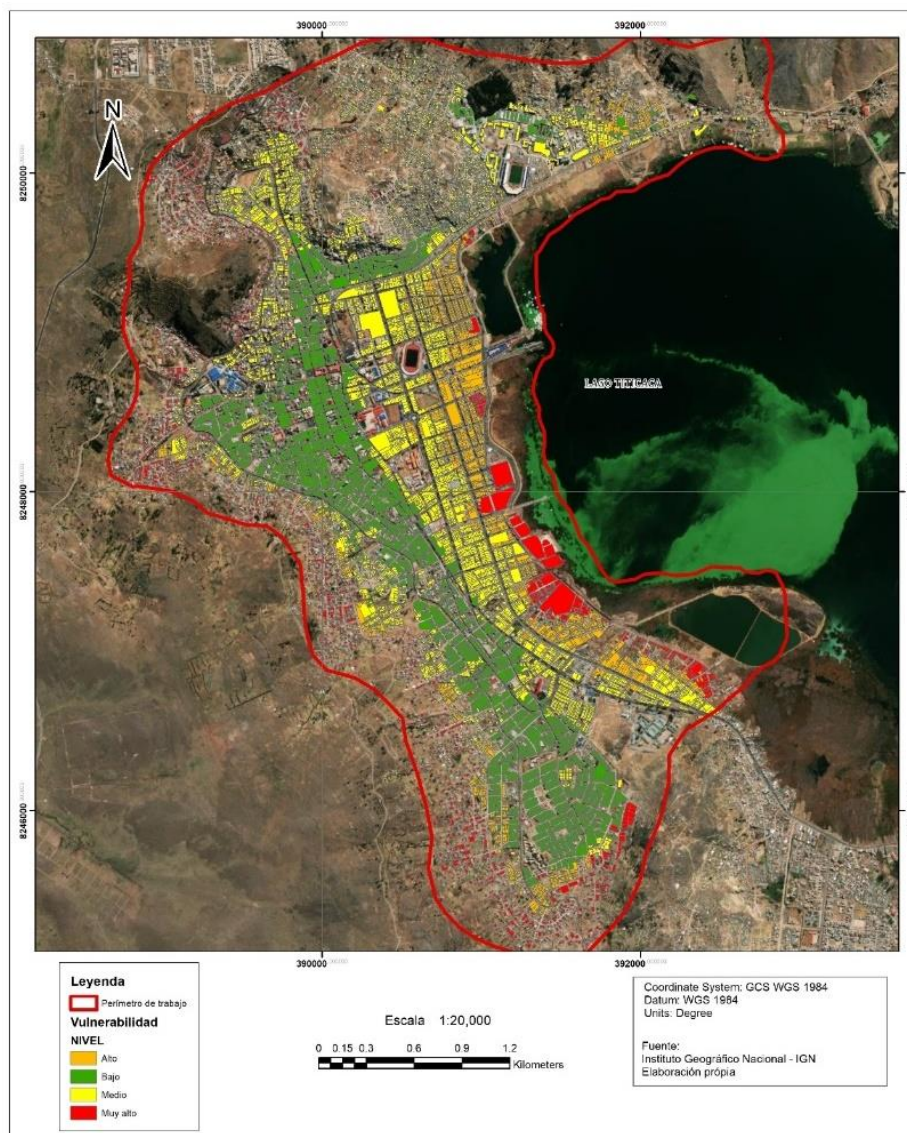 390000
392000
N
8250000
LAGO TITICACA
8248000
8246000
390000
392000
Leyenda
Perímetro de trabajo
Vulnerabilidad
NIVEL
Alto
Bajo
Medio
Muy alto
Escala 1:20,000
0 0.15 0.3 0.6 0.9 1.2
Kilometers
Coordinate System: GCS WGS 1984
Datum: WGS 1984
Units: Degree
Fuente:
Instituto Geográfico Nacional - IGN
Elaboración própia